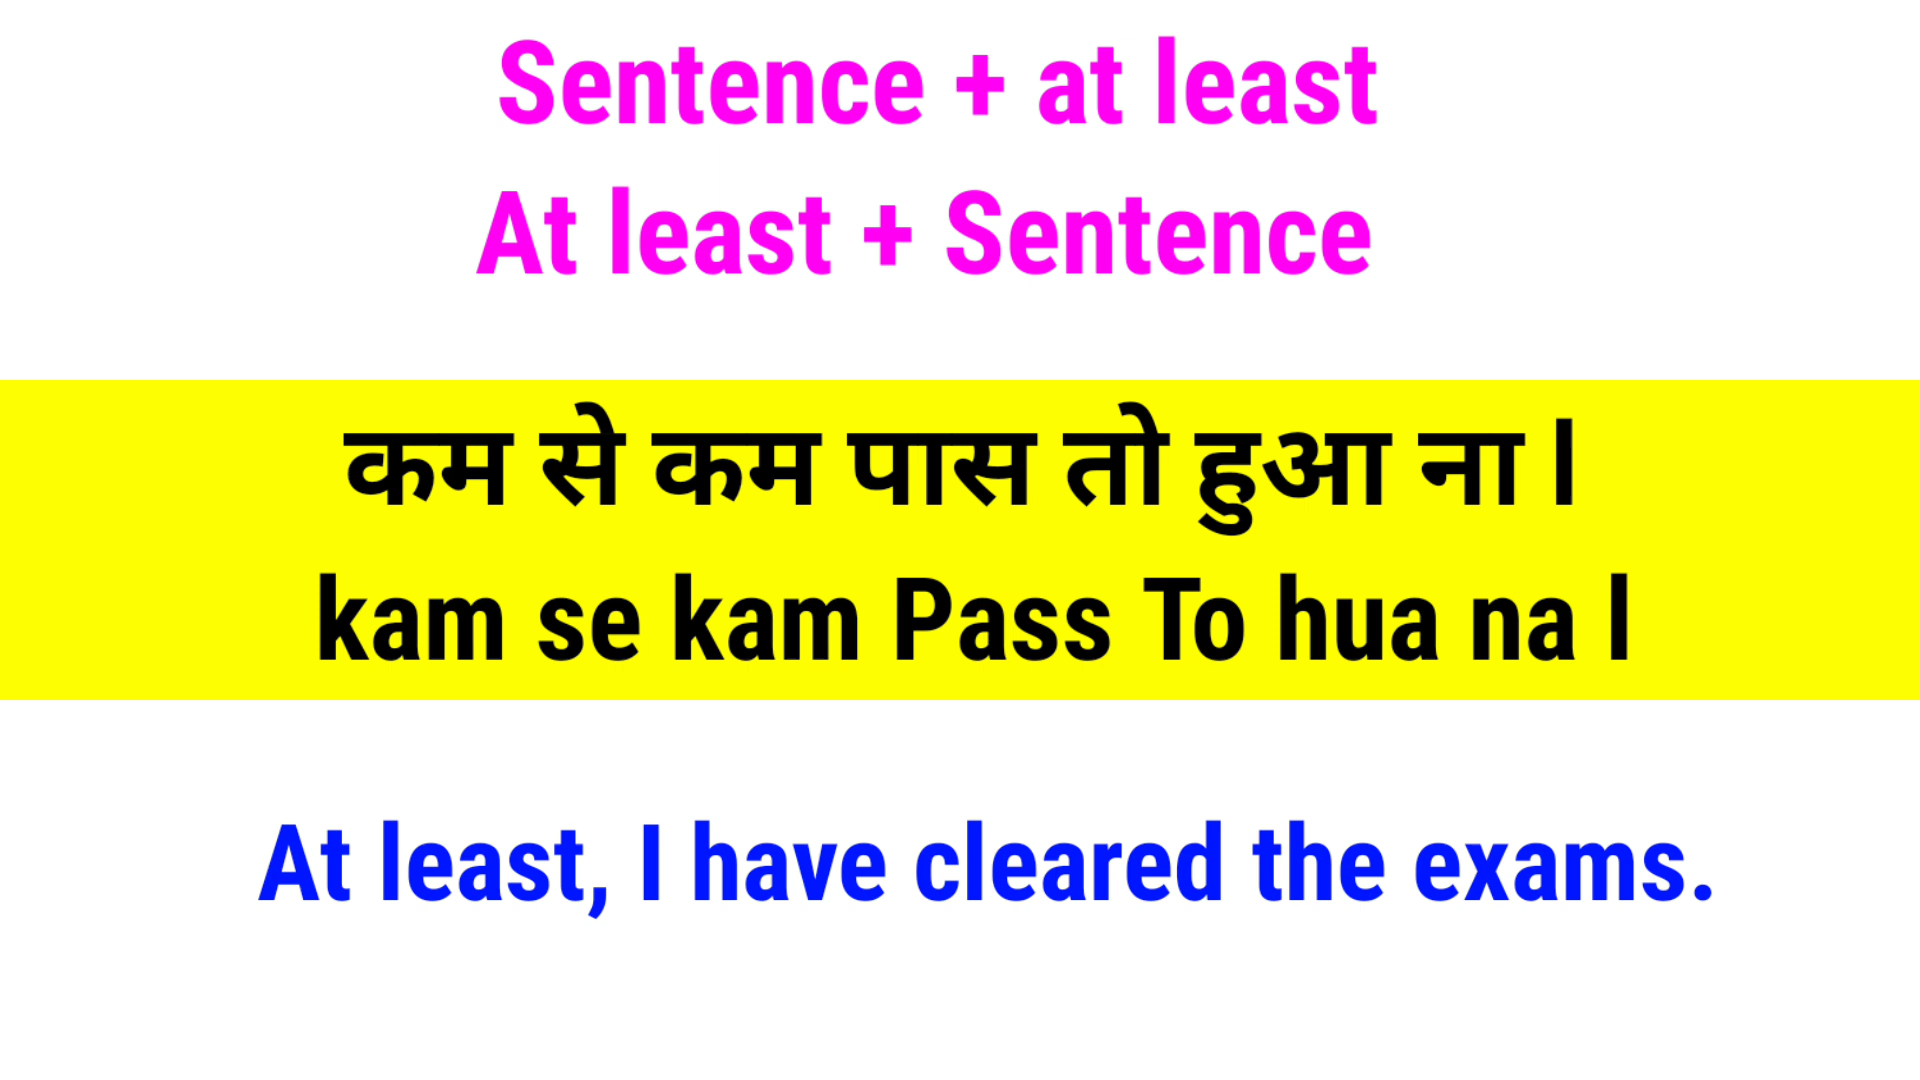 Sentence + at least
At least + Sentence
कम से कम पास तो हुआ ना l
kam se kam Pass To hua na l
At least, I have cleared the exams.